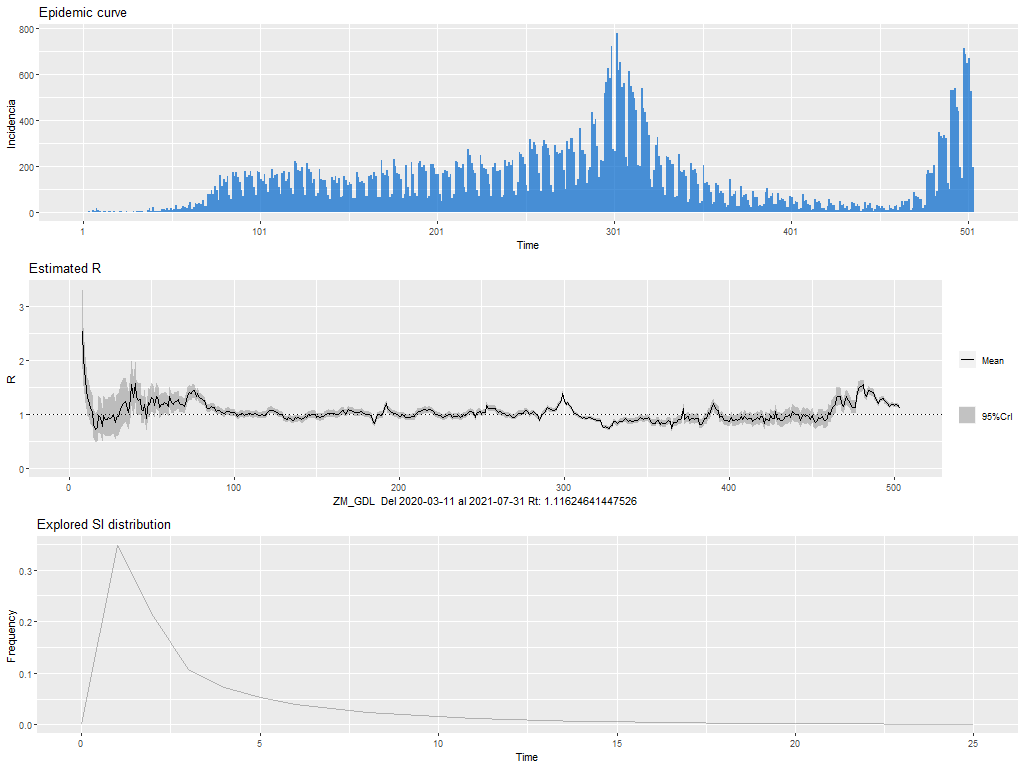 Epidemic curve
800
600
400
200
0
Incidencia
1
101
201
301
401
501
Time
Estimated R
3
2
1
0
R
0
100
200
300
400
500
ZM_GDL Del 2020-03-11 al 2021-07-31 Rt: 1.11624641447526
Mean
95%CrI
Explored SI distribution
0.3
0.2
0.1
0.0
Frequency
0
5
10
15
20
25
Time